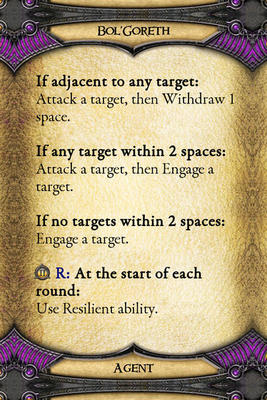 Bol'Goreth
If adjacent to any target:
Attack a target, then Withdraw 1
space.
If any target within 2 spaces:
Attack a target, then Engage a
target.
If no targets within 2 spaces:
Engage a target.
R: At the start of each
round:
Use Resilient ability.
Agent